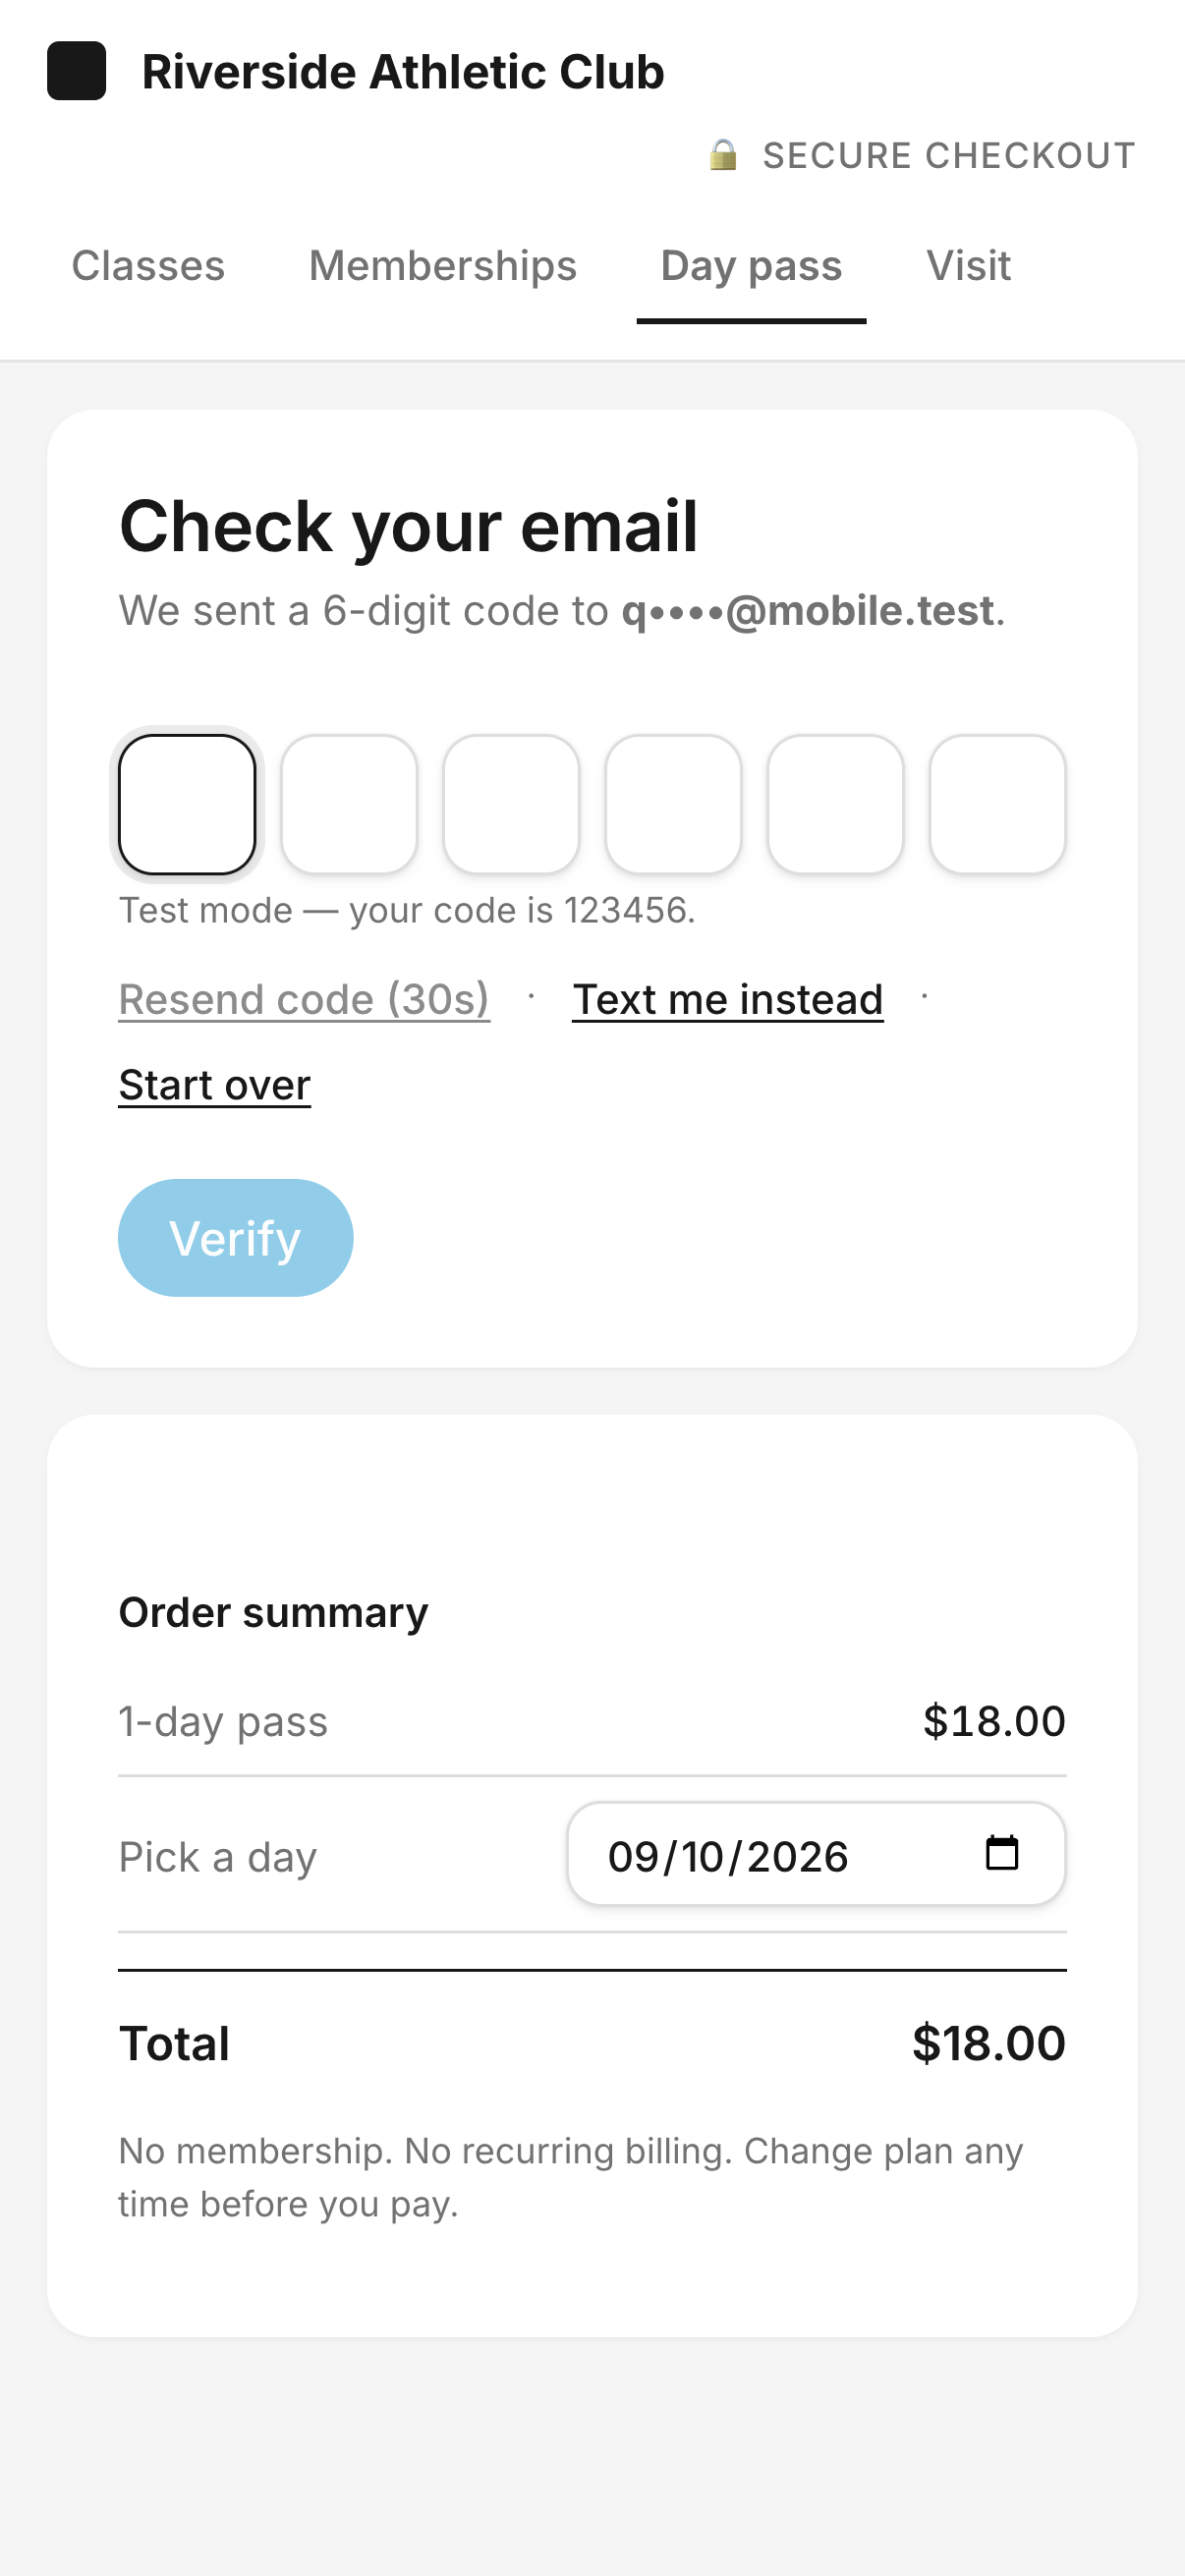 Riverside Athletic Club
🔒 SECURE CHECKOUT
Classes Memberships Day pass Visit
Check your email
We sent a 6-digit code to q••••@mobile.test.
Test mode — your code is 123456.
Resend code (30s) · Text me instead ·
Start over
Verify
Order summary
1-day pass $18.00
Pick a day 09/10/2026
Total $18.00
No membership. No recurring billing. Change plan any
time before you pay.